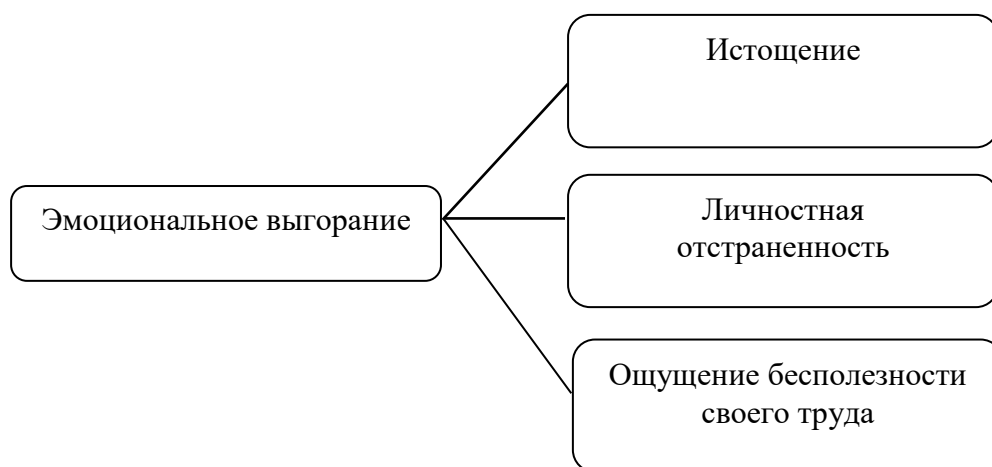 Истощение
Эмоциональное выгорание
Личностная
отстраненность
Ощущение бесполезности
своего труда